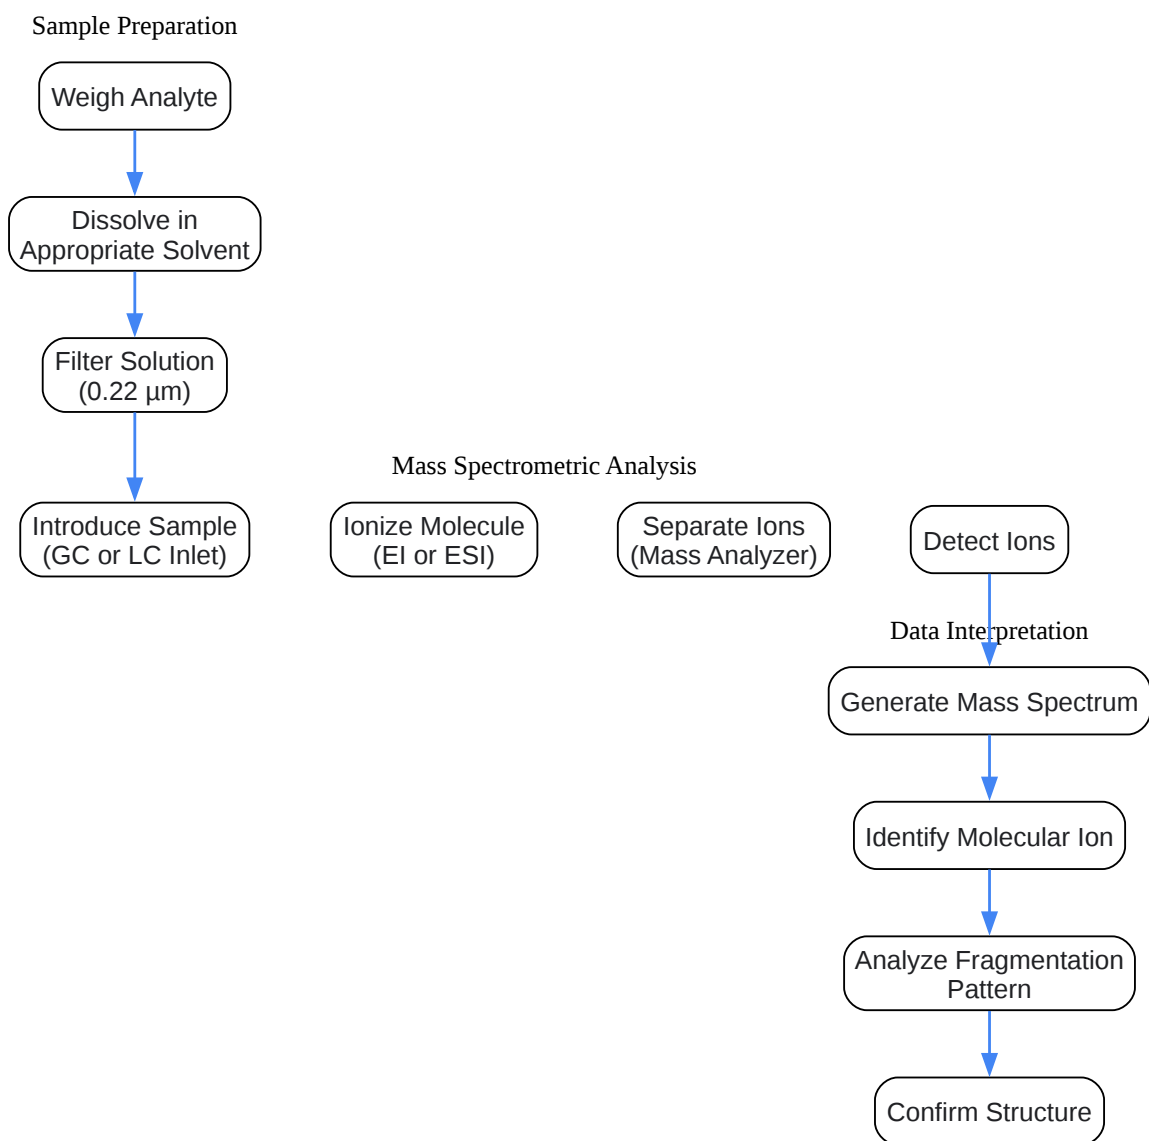 Sample Preparation
Weigh Analyte
Dissolve in
Appropriate Solvent
Filter Solution
(0.22 µm)
Mass Spectrometric Analysis
Introduce Sample
(GC or LC Inlet)
Ionize Molecule
(EI or ESI)
Separate Ions
(Mass Analyzer)
Detect Ions
Data Interpretation
Generate Mass Spectrum
Identify Molecular Ion
Analyze Fragmentation
Pattern
Confirm Structure